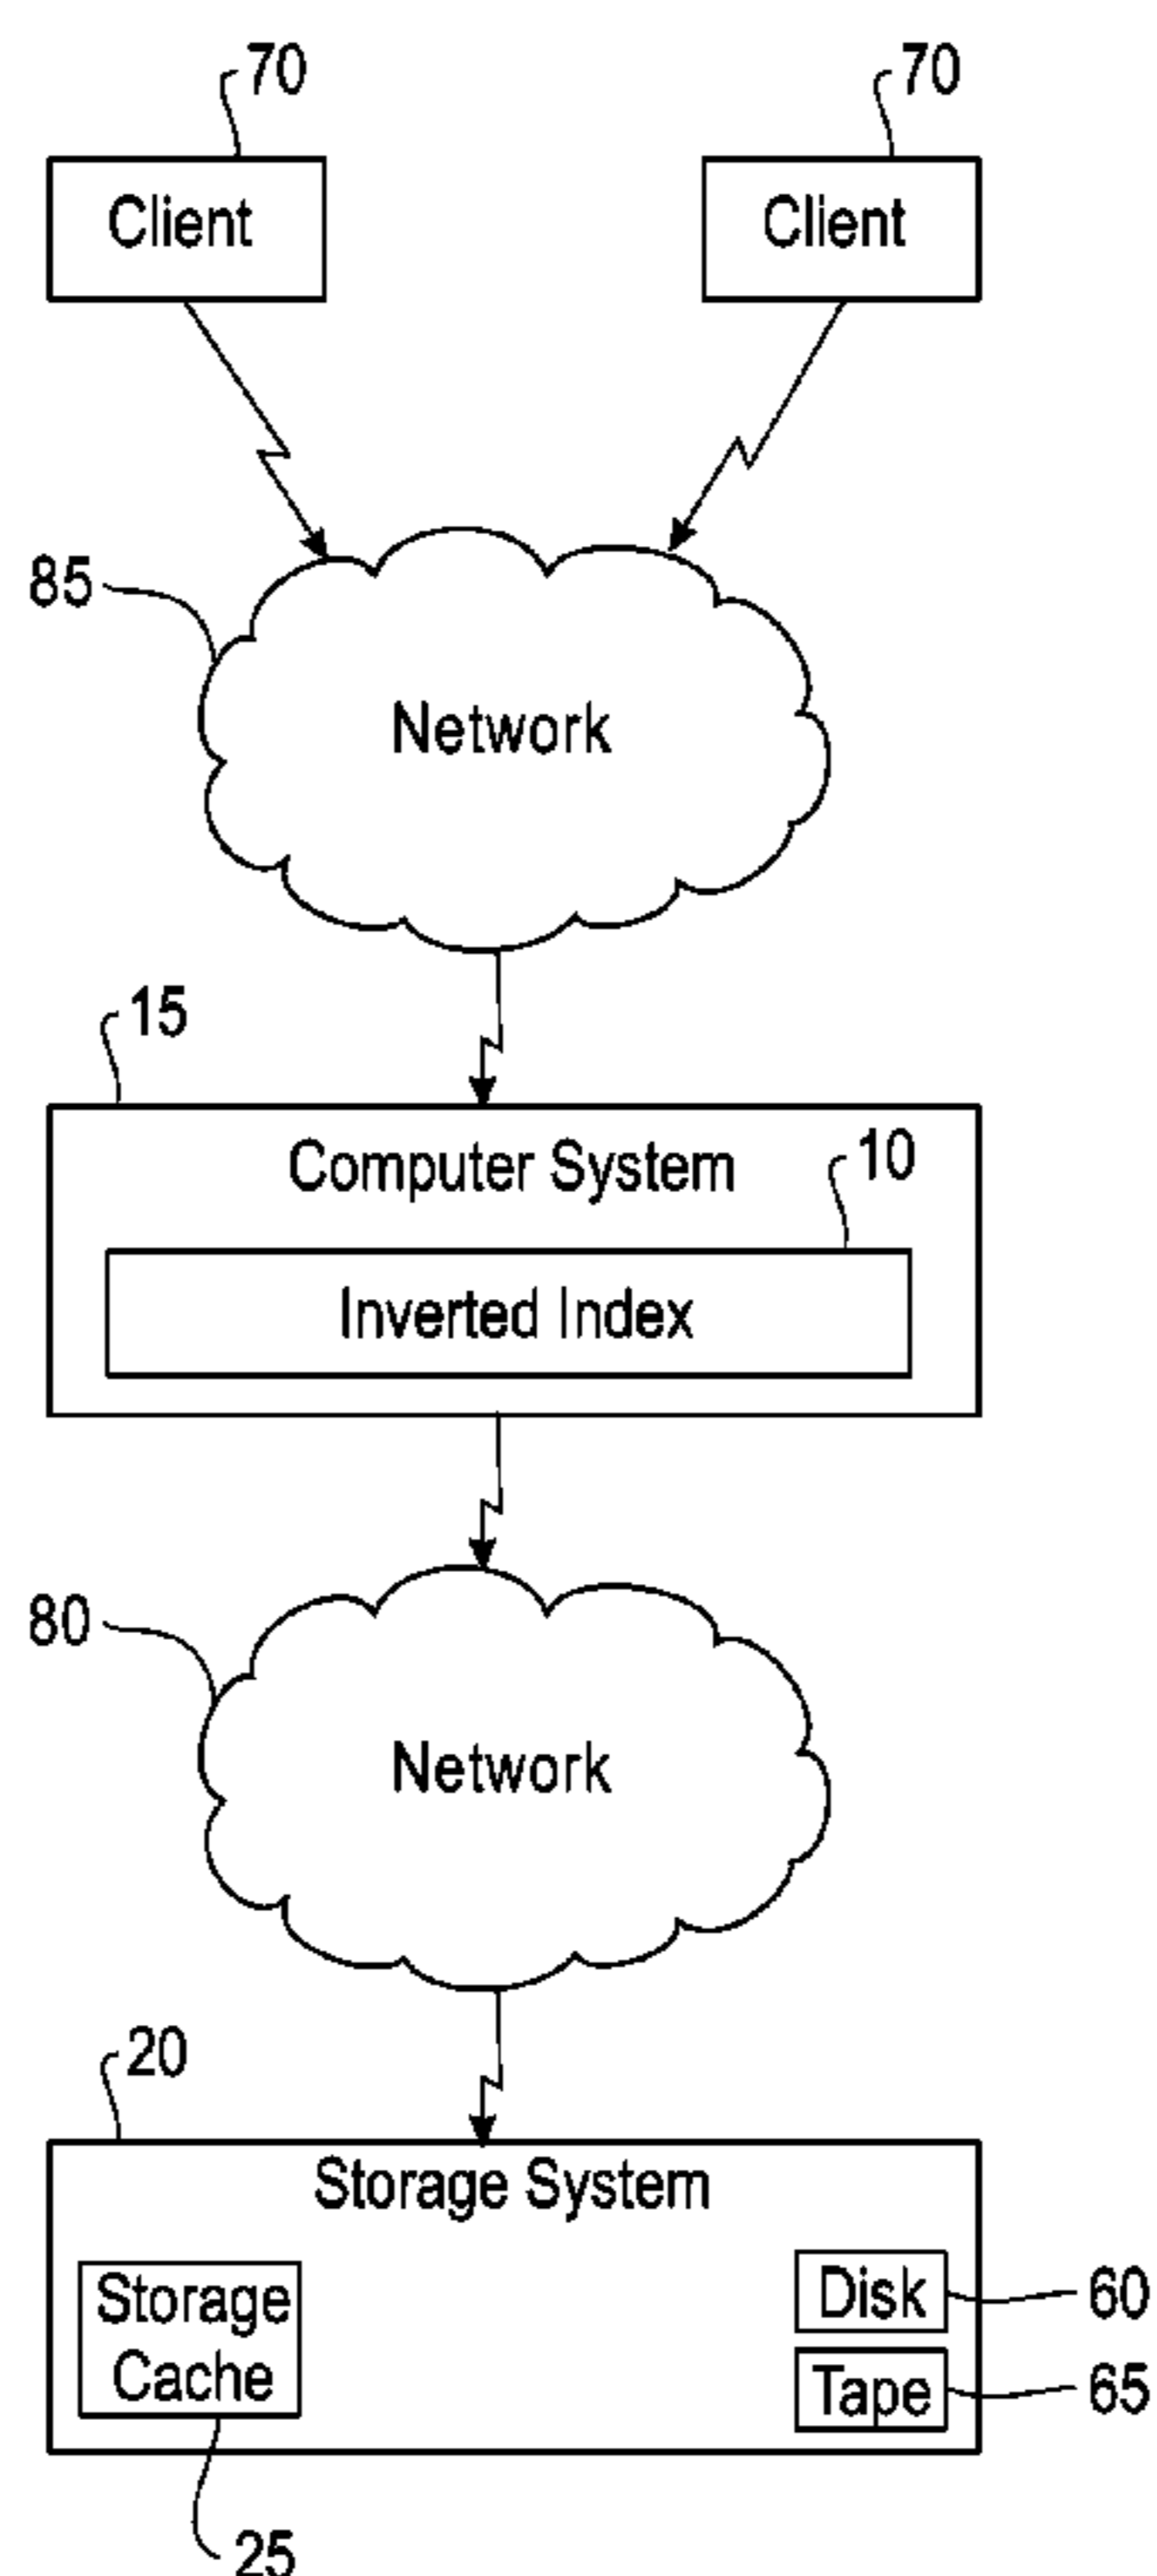 70
70
Client
Client
85
Network
15
Computer System
10
Inverted Index
80
Network
20
Storage System
Storage
Cache
Disk
60
Tape
65
25